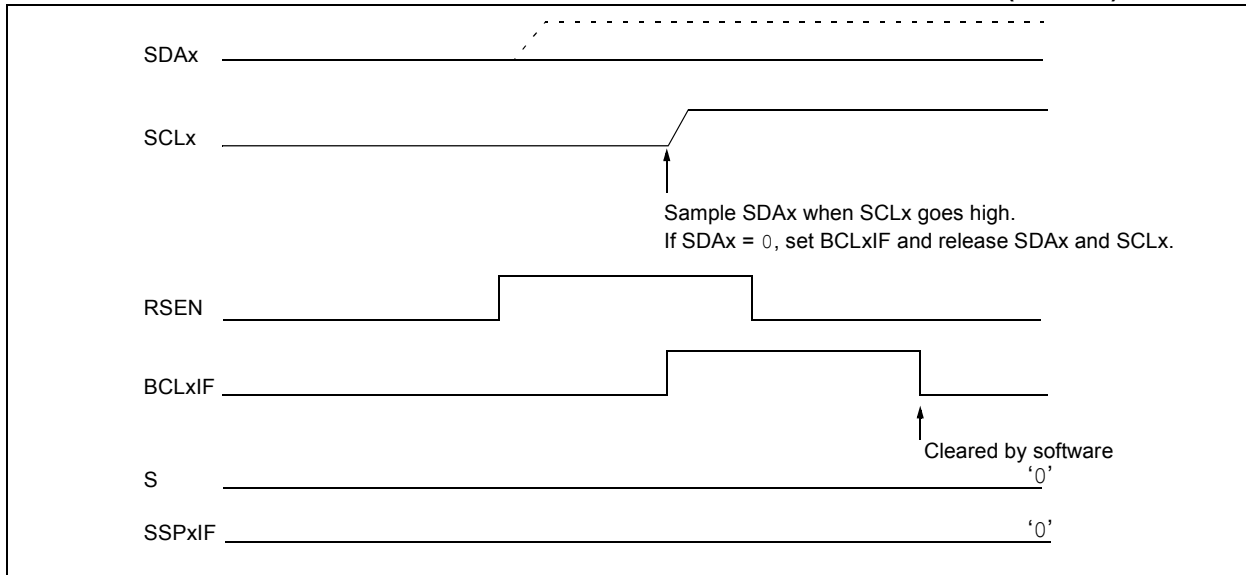 SDAx
SCLx
Sample SDAx when SCLx goes high.
If SDAx = 0, set BCLxIF and release SDAx and SCLx.
RSEN
BCLxIF
Cleared by software
S
‘0’
SSPxIF
‘0’